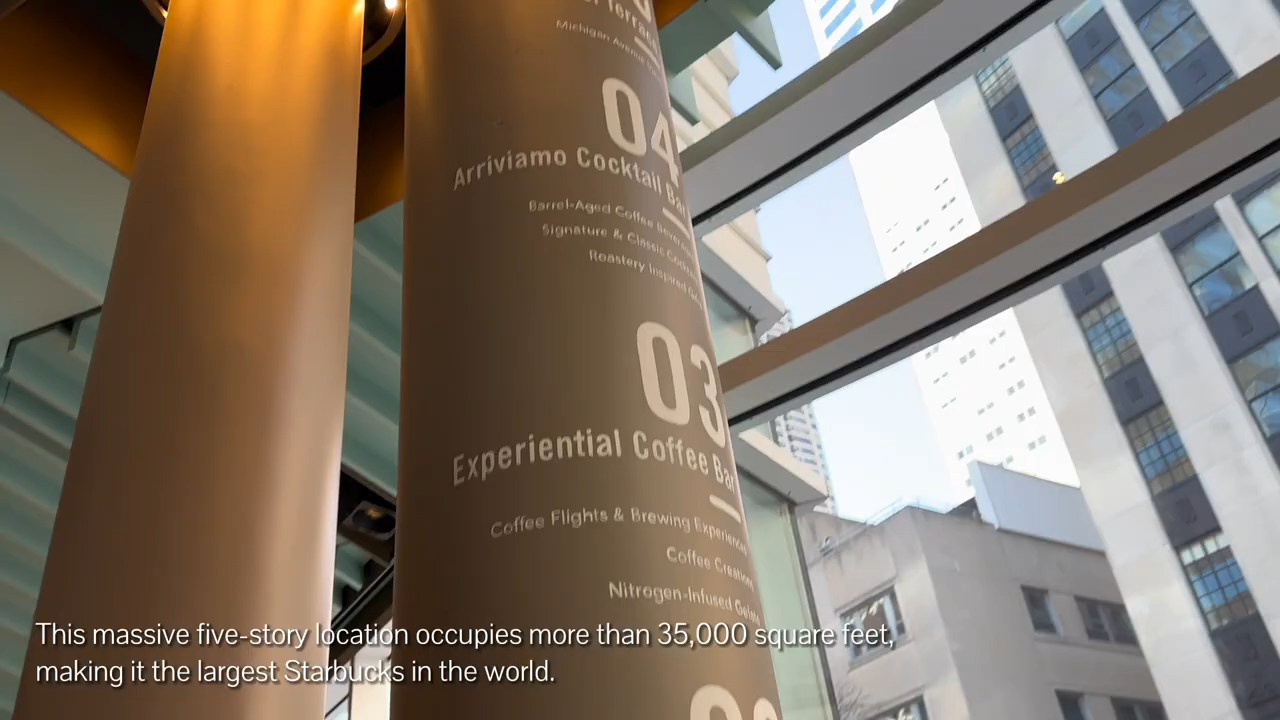 Terrace
Michigan Avenue
04
Arriviamo Cocktail Bar
Barrel-Aged Coffee
Signature & Classic
Roastery Inspired
03
Experiential Coffee Bar
Coffee Flights & Brewing Experiences
Coffee Creations
Nitrogen-Infused Gelato
This massive five-story location occupies more than 35,000 square feet,
making it the largest Starbucks in the world.